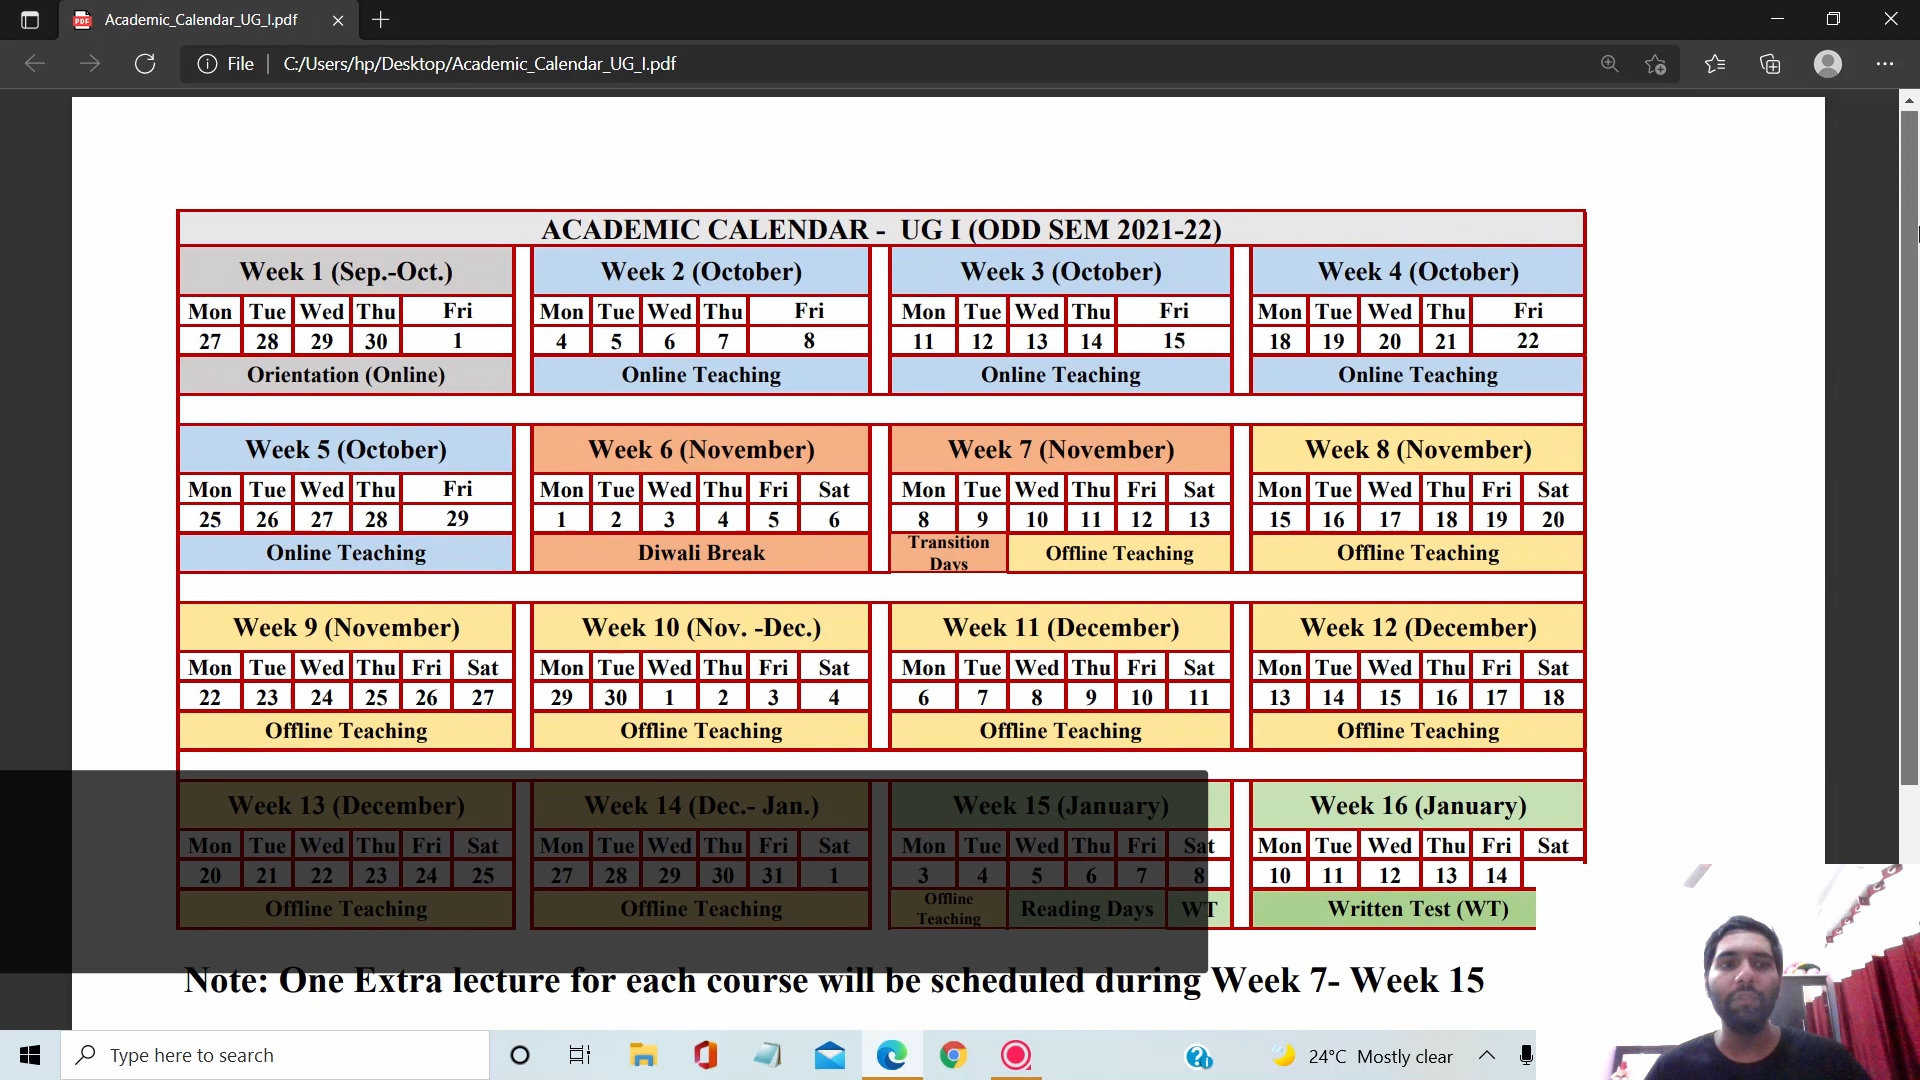 Academic_Calendar_UG_I.pdf
File C:/Users/hp/Desktop/Academic_Calendar_UG_I.pdf
ACADEMIC CALENDAR - UG I (ODD SEM 2021-22)
Week 1 (Sep.-Oct.) Week 2 (October) Week 3 (October) Week 4 (October)
Mon Tue Wed Thu Fri Mon Tue Wed Thu Fri Mon Tue Wed Thu Fri Mon Tue Wed Thu Fri
27 28 29 30 1 4 5 6 7 8 11 12 13 14 15 18 19 20 21 22
Orientation (Online) Online Teaching Online Teaching Online Teaching
Week 5 (October) Week 6 (November) Week 7 (November) Week 8 (November)
Mon Tue Wed Thu Fri Mon Tue Wed Thu Fri Sat Mon Tue Wed Thu Fri Sat Mon Tue Wed Thu Fri Sat
25 26 27 28 29 1 2 3 4 5 6 8 9 10 11 12 13 15 16 17 18 19 20
Online Teaching Diwali Break Transition Days Offline Teaching Offline Teaching
Week 9 (November) Week 10 (Nov. -Dec.) Week 11 (December) Week 12 (December)
Mon Tue Wed Thu Fri Sat Mon Tue Wed Thu Fri Sat Mon Tue Wed Thu Fri Sat Mon Tue Wed Thu Fri Sat
22 23 24 25 26 27 29 30 1 2 3 4 6 7 8 9 10 11 13 14 15 16 17 18
Offline Teaching Offline Teaching Offline Teaching Offline Teaching
Week 13 (December) Week 14 (Dec.- Jan.) Week 15 (January) Week 16 (January)
Mon Tue Wed Thu Fri Sat Mon Tue Wed Thu Fri Sat Mon Tue Wed Thu Fri Sat Mon Tue Wed Thu Fri Sat
20 21 22 23 24 25 27 28 29 30 31 1 3 4 5 6 7 8 10 11 12 13 14
Offline Teaching Offline Teaching Offline Teaching Reading Days WT Written Test (WT)
Note: One Extra lecture for each course will be scheduled during Week 7- Week 15
Type here to search 24°C Mostly clear